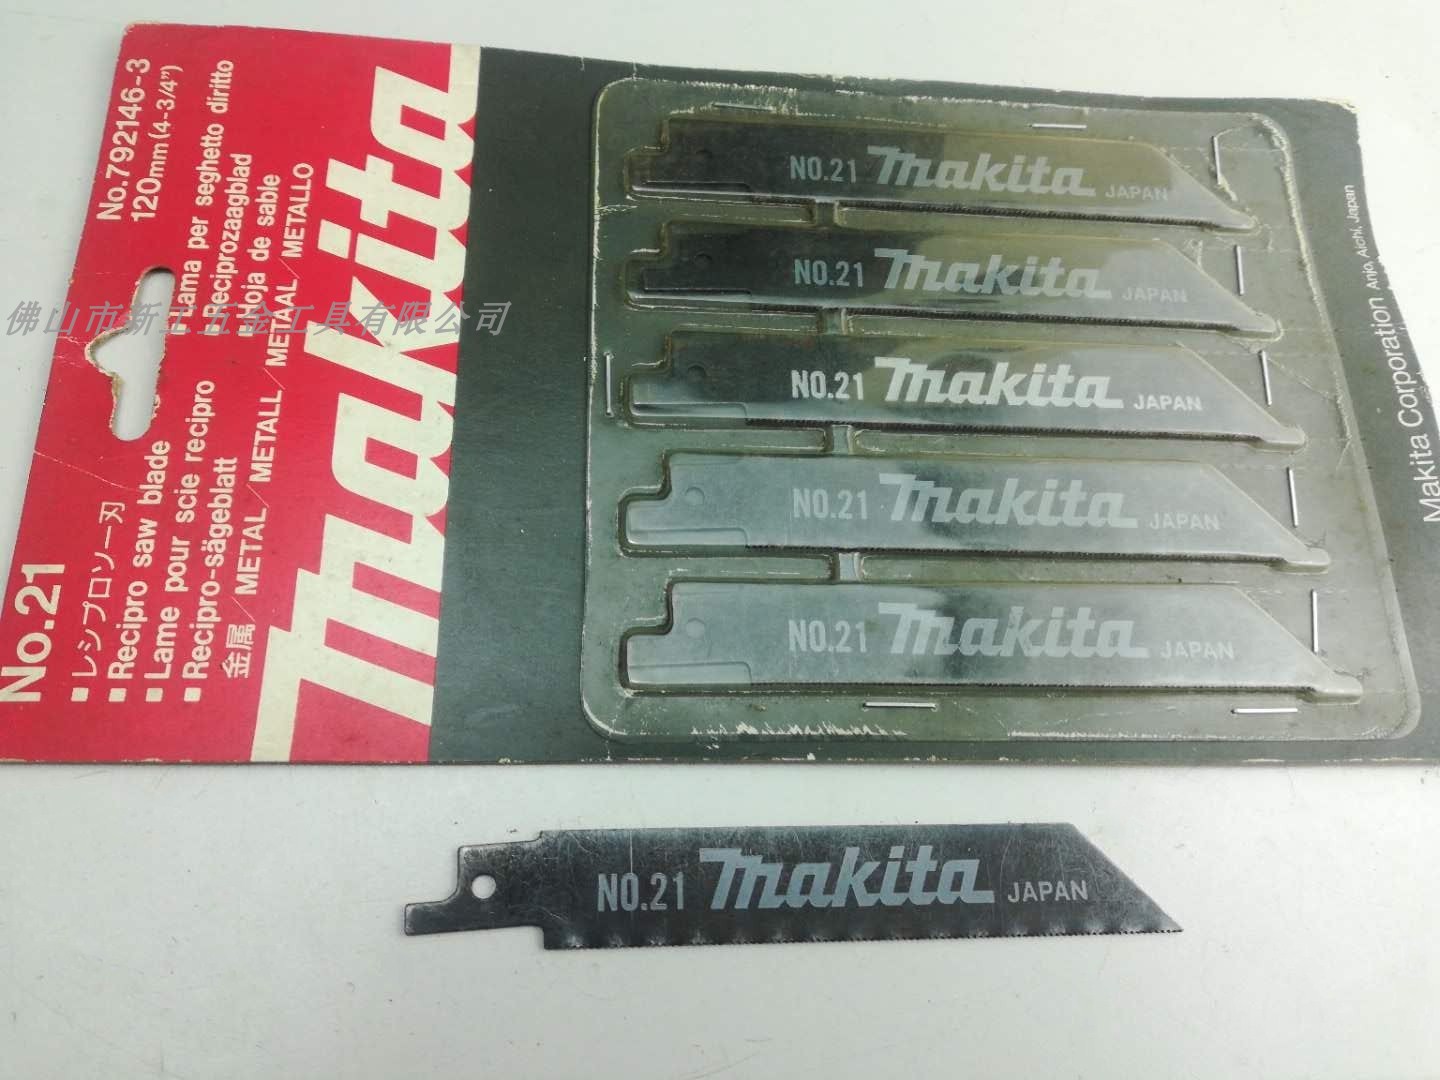 No.21
No.792146-3
120mm(4-3/4")
■レシプロソー刃
■Recipro saw blade
■Lame pour scie recipro
■Recipro-sägeblatt
■Lama per seghetto diritto
■Reciprozaagblad
■Hoja de sable
金属/METAL/METALL/METAAL/METALLO
makita
佛山市新工五金工具有限公司
NO.21 makita JAPAN
NO.21 makita JAPAN
NO.21 makita JAPAN
NO.21 makita JAPAN
NO.21 makita JAPAN
Makita Corporation Anjo, Aichi, Japan
NO.21 makita JAPAN